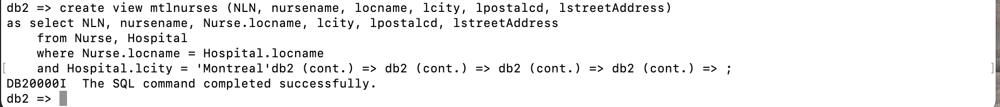 db2 => create view mtlnurses (NLN, nursename, locname, lcity, lpostalcd, lstreetAddress)
as select NLN, nursename, Nurse.locname, lcity, lpostalcd, lstreetAddress
    from Nurse, Hospital
    where Nurse.locname = Hospital.locname
[    and Hospital.lcity = 'Montreal'db2 (cont.) => db2 (cont.) => db2 (cont.) => db2 (cont.) => ; ]
DB20000I  The SQL command completed successfully.
db2 =>